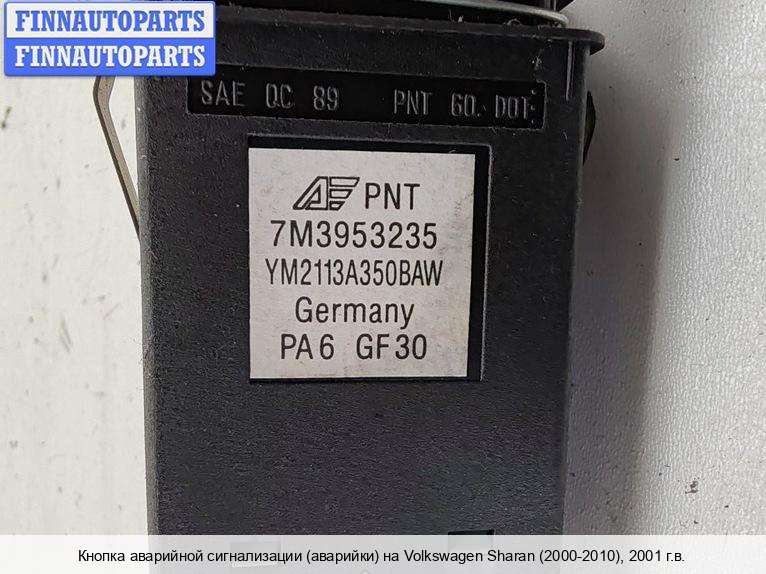 FINNAUTOPARTS
FINNAUTOPARTS
SAE QC 89 PNT 60. DOT.
PNT
7M3953235
YM2113A350BAW
Germany
PA6 GF30
Кнопка аварийной сигнализации (аварийки) на Volkswagen Sharan (2000-2010), 2001 г.в.